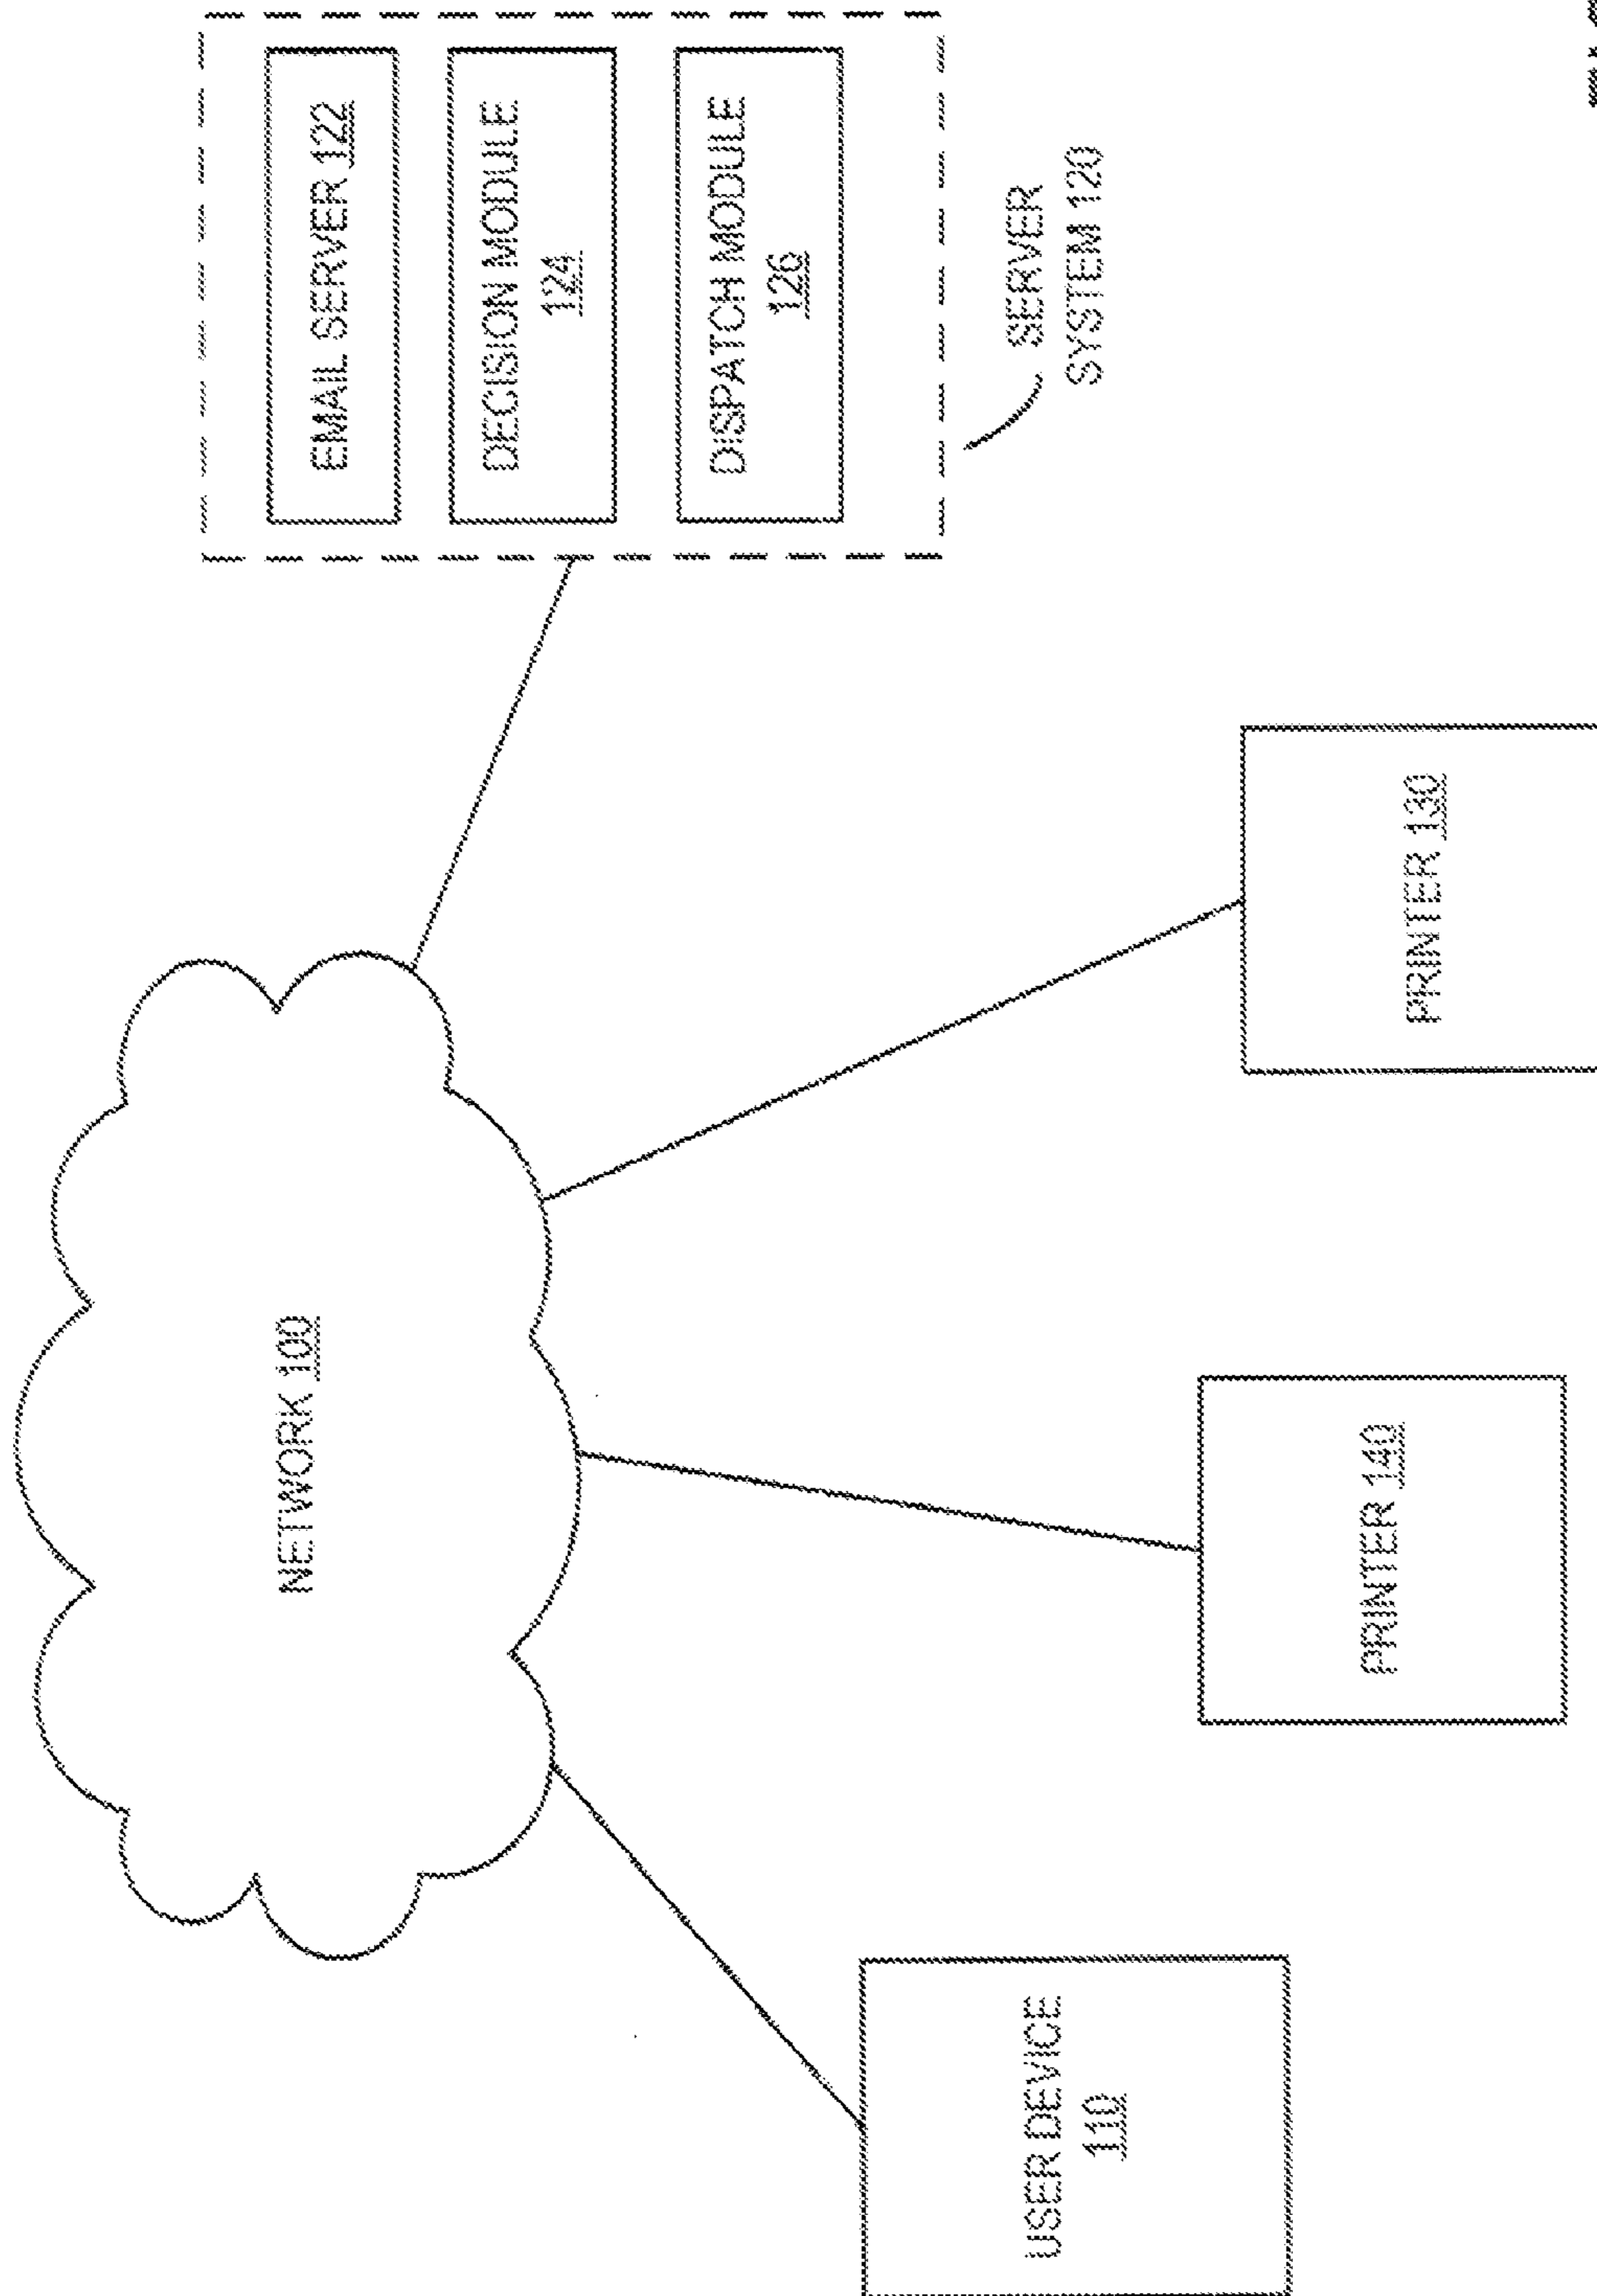 NETWORK 100
EMAIL SERVER 122
DECISION MODULE
124
DISPATCH MODULE
126
SERVER
SYSTEM 120
USER DEVICE
110
PRINTER 140
PRINTER 130